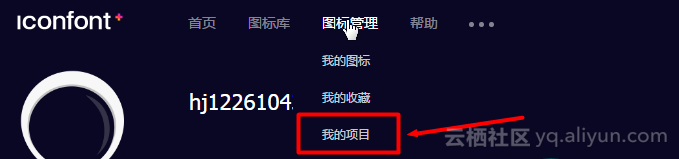 iconfont+ 首页 图标库 图标管理 帮助
我的图标
我的收藏
hj1226104.
我的项目
云栖社区 yq.aliyun.com